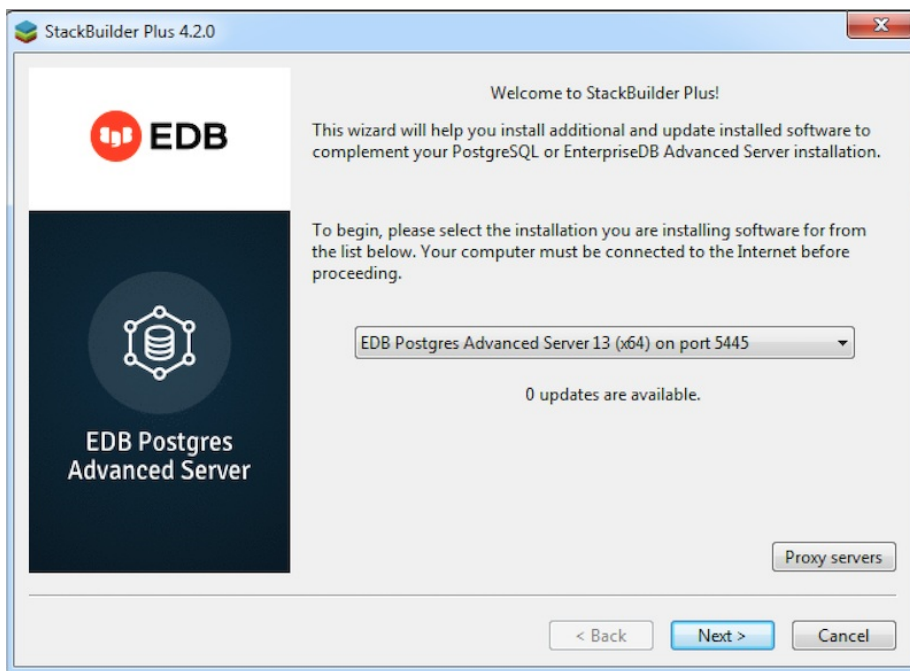 StackBuilder Plus 4.2.0
EDB
Welcome to StackBuilder Plus!
This wizard will help you install additional and update installed software to
complement your PostgreSQL or EnterpriseDB Advanced Server installation.
To begin, please select the installation you are installing software for from
the list below. Your computer must be connected to the Internet before
proceeding.
EDB Postgres Advanced Server 13 (x64) on port 5445
0 updates are available.
EDB Postgres
Advanced Server
Proxy servers
< Back
Next >
Cancel